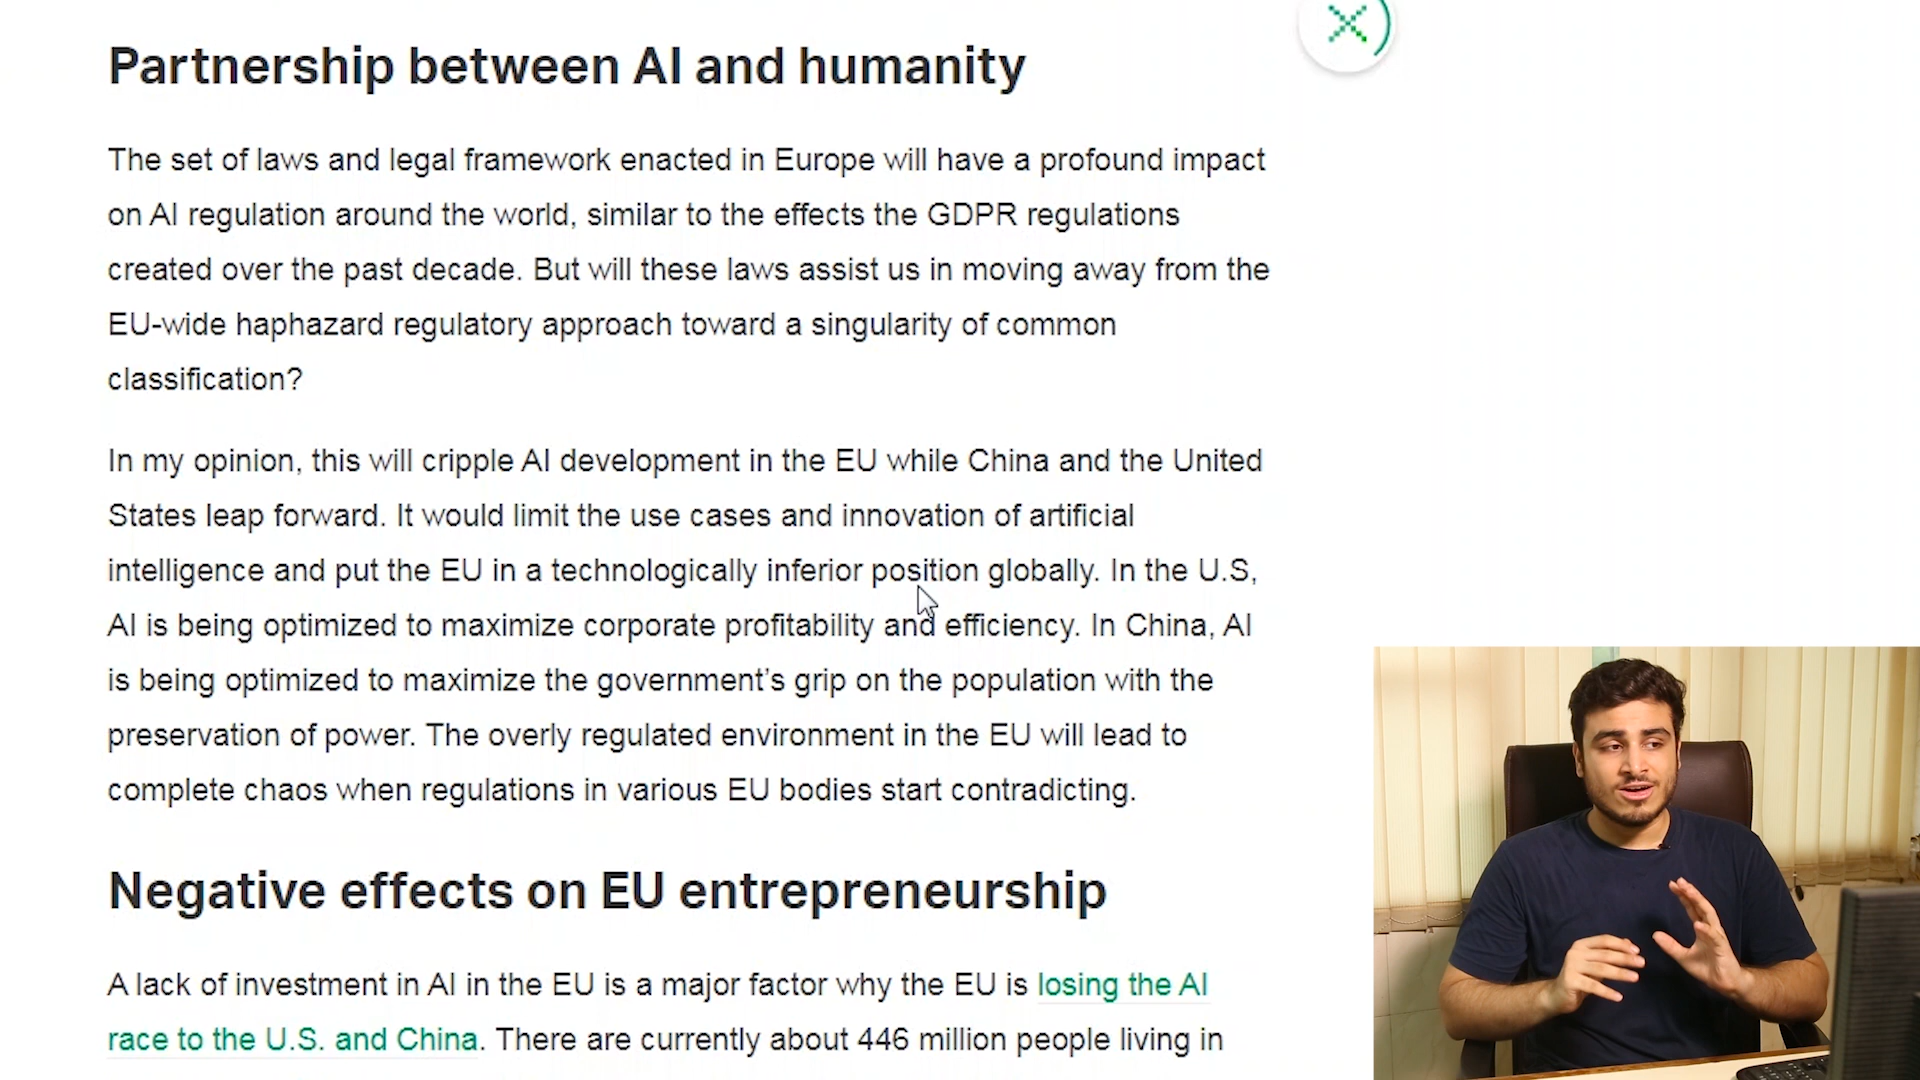 Partnership between AI and humanity
The set of laws and legal framework enacted in Europe will have a profound impact
on AI regulation around the world, similar to the effects the GDPR regulations
created over the past decade. But will these laws assist us in moving away from the
EU-wide haphazard regulatory approach toward a singularity of common
classification?
In my opinion, this will cripple AI development in the EU while China and the United
States leap forward. It would limit the use cases and innovation of artificial
intelligence and put the EU in a technologically inferior position globally. In the U.S,
AI is being optimized to maximize corporate profitability and efficiency. In China, AI
is being optimized to maximize the government’s grip on the population with the
preservation of power. The overly regulated environment in the EU will lead to
complete chaos when regulations in various EU bodies start contradicting.
Negative effects on EU entrepreneurship
A lack of investment in AI in the EU is a major factor why the EU is losing the AI
race to the U.S. and China. There are currently about 446 million people living in